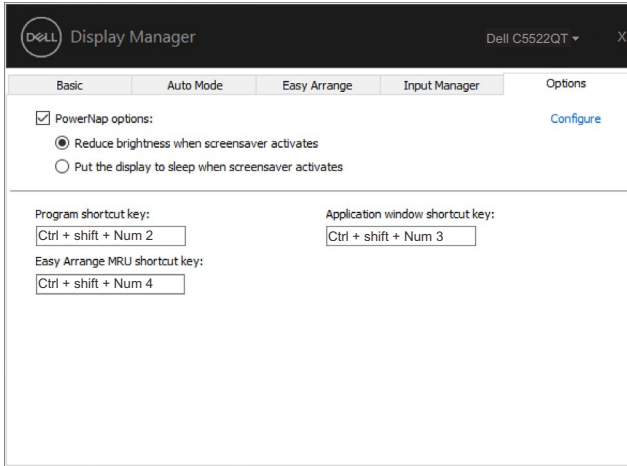 DELL Display Manager
Dell C5522QT
X
Basic Auto Mode Easy Arrange Input Manager Options
PowerNap options: Configure
Reduce brightness when screensaver activates
Put the display to sleep when screensaver activates
Program shortcut key: Application window shortcut key:
Ctrl + shift + Num 2 Ctrl + shift + Num 3
Easy Arrange MRU shortcut key:
Ctrl + shift + Num 4